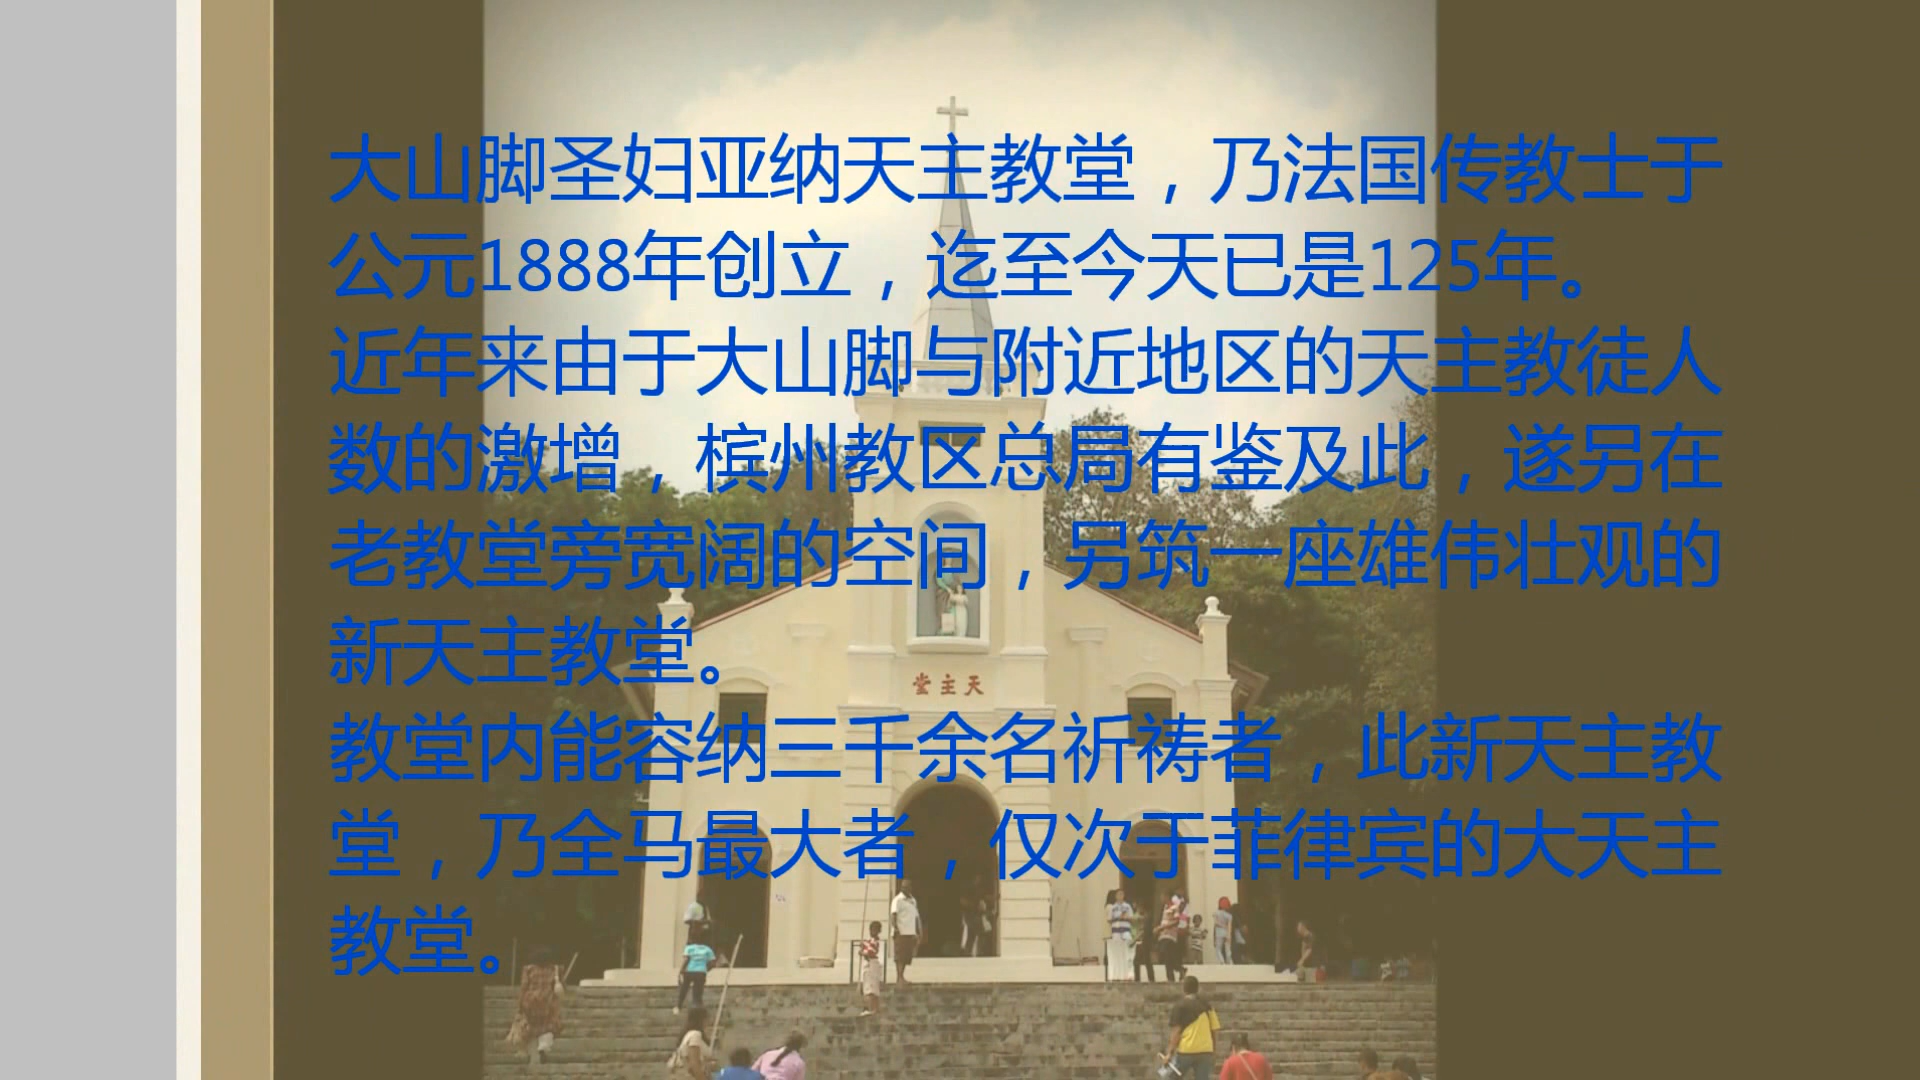 大山脚圣妇亚纳天主教堂，乃法国传教士于
公元1888年创立，迄至今天已是125年。
近年来由于大山脚与附近地区的天主教徒人
数的激增，槟州教区总局有鉴及此，遂另在
老教堂旁宽阔的空间，另筑一座雄伟壮观的
新天主教堂。
教堂内能容纳三千余名祈祷者，此新天主教
堂，乃全马最大者，仅次于菲律宾的大天主
教堂。
堂主天